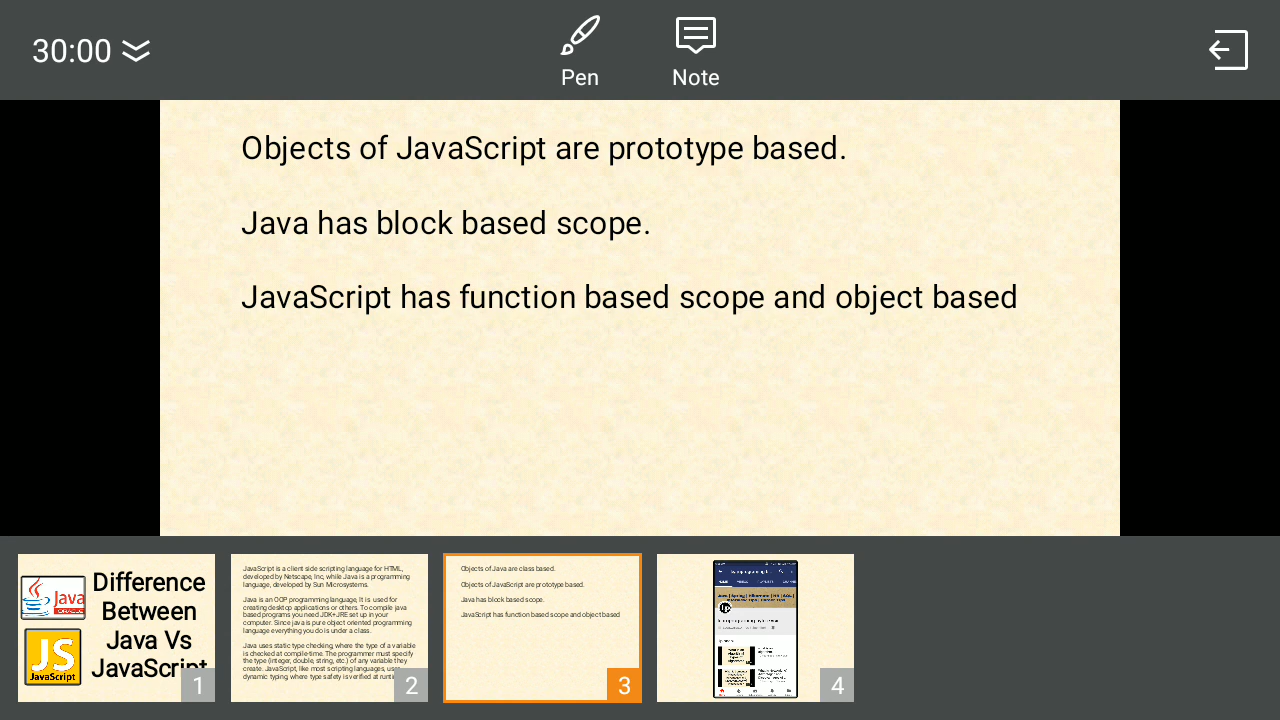 30:00
Pen
Note
Objects of JavaScript are prototype based.
Java has block based scope.
JavaScript has function based scope and object based
Java
ORACLE
JS
JavaScript
Difference
Between
Java Vs
JavaScript
1
JavaScript is a client side scripting language for HTML,
developed by Netscape, Inc, while Java is a programming
language, developed by Sun Microsystems.
Java is an OOP programming language, It is used for
creating desktop applications or others. To compile java
based programs you need JDK+JRE set up in your
computer. Since java is pure object oriented programming
language everything you do is under a class.
Java uses static type checking, where the type of a variable
is checked at compile-time. The programmer must specify
the type (integer, double, string, etc.) of any variable they
create. JavaScript, like most scripting languages, uses
dynamic typing, where type safety is verified at
2
Objects of Java are class based.
Objects of JavaScript are prototype based.
Java has block based scope.
JavaScript has function based scope and object based
3
HOME
VIDEOS
PLAYLISTS
4